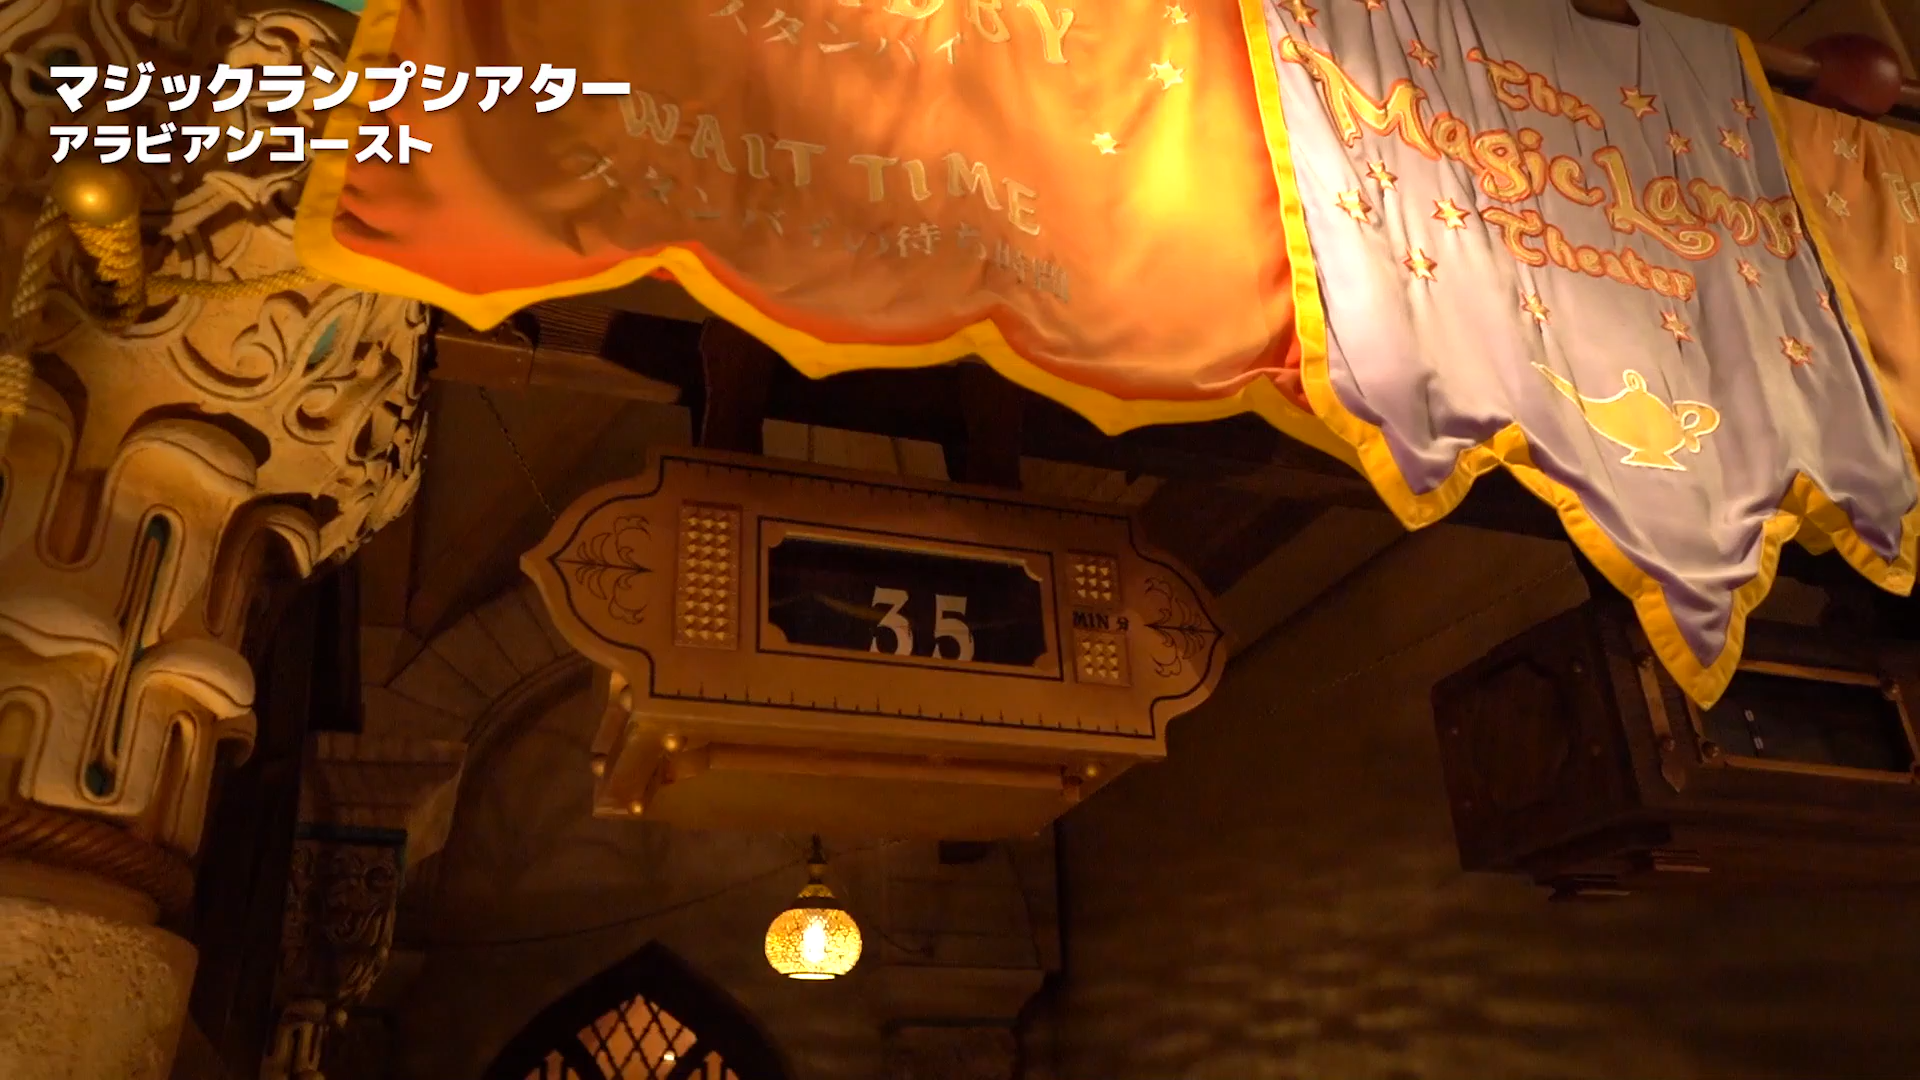 マジックランプシアター
アラビアンコースト
スタンバイ
WAIT TIME
スタンバイの待ち時間
The
Magic Lamp
Theater
35
MINS